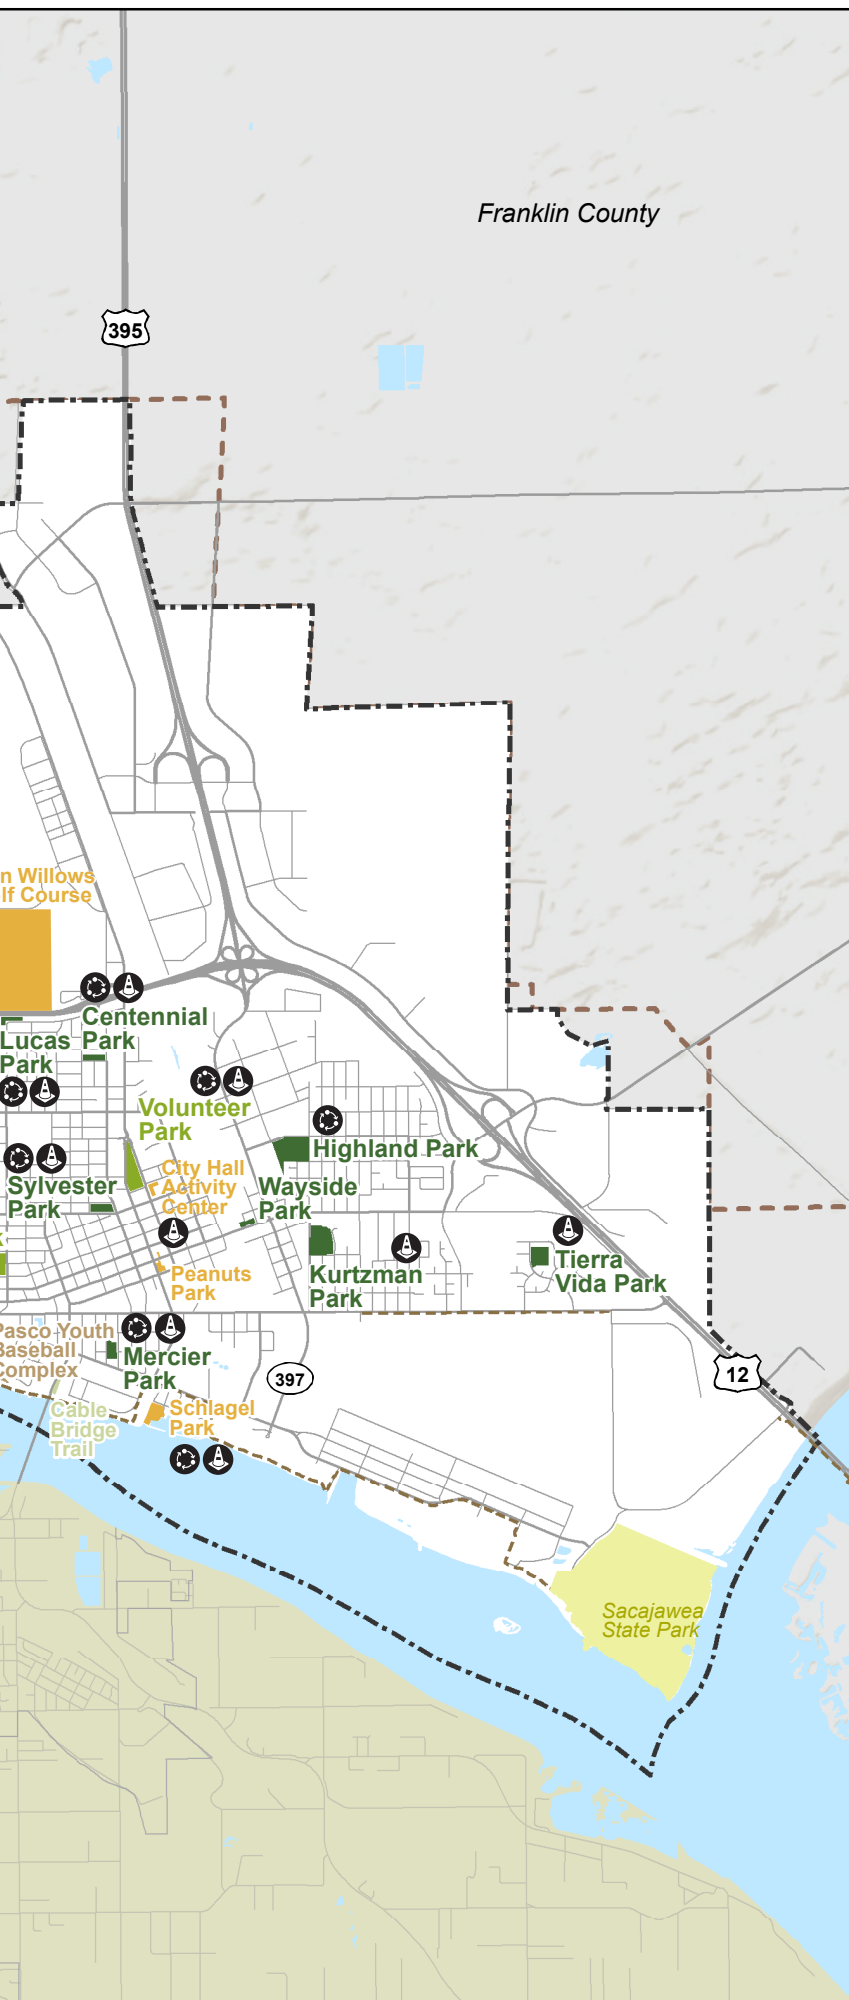 Franklin County
395
n Willows
lf Course
Centennial
Park
Lucas
Park
Volunteer
Park
Highland Park
City Hall
Activity
Center
Wayside
Park
Sylvester
Park
Peanuts
Park
Kurtzman
Park
Tierra
Vida Park
Pasco Youth
Baseball
Complex
Mercier
Park
12
397
Cable
Bridge
Trail
Schlagel
Park
Sacajawea
State Park